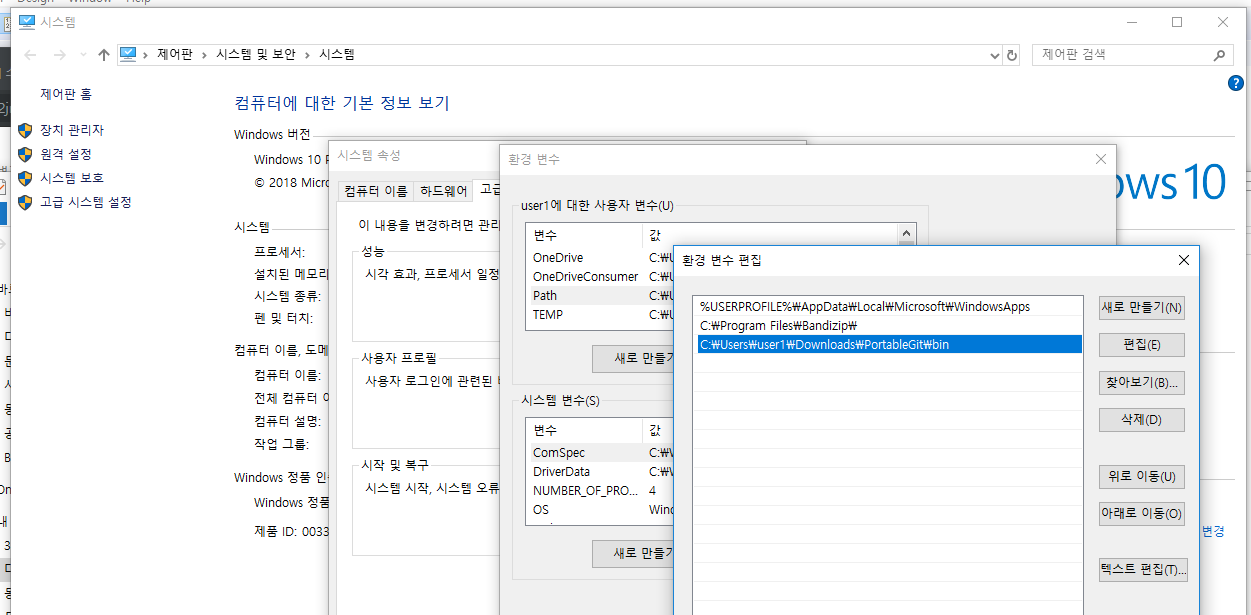 Design Window Help
시스템
제어판 > 시스템 및 보안 > 시스템
제어판 검색
제어판 홈
장치 관리자
원격 설정
시스템 보호
고급 시스템 설정
컴퓨터에 대한 기본 정보 보기
Windows 버전
Windows 10
© 2018
ows 10
시스템
프로세서:
설치된 메모리
시스템 종류:
펜 및 터치:
컴퓨터 이름,
컴퓨터 이름:
전체 컴퓨터
컴퓨터 설명:
작업 그룹:
Windows 정품
Windows 정품
제품 ID: 0033
변경
시스템 속성
컴퓨터 이름
하드웨어
고급
이 내용을 변경하려면
성능
시각 효과, 프로세서 일정
사용자 프로필
사용자 로그인에 관련된
시작 및 복구
시스템 시작, 시스템 오류
환경 변수
user1에 대한 사용자 변수(U)
변수 값
OneDrive C:₩U
OneDriveConsumer C:₩U
Path C:₩U
TEMP C:₩U
새로 만들기
시스템 변수(S)
변수 값
ComSpec C:₩W
DriverData C:₩W
NUMBER_OF_PRO... 4
OS Wind
새로 만들기
환경 변수 편집
%USERPROFILE%₩AppData₩Local₩Microsoft₩WindowsApps
C:₩Program Files₩Bandizip₩
C:₩Users₩user1₩Downloads₩PortableGit₩bin
새로 만들기(N)
편집(E)
찾아보기(B)...
삭제(D)
위로 이동(U)
아래로 이동(O)
텍스트 편집(T)...